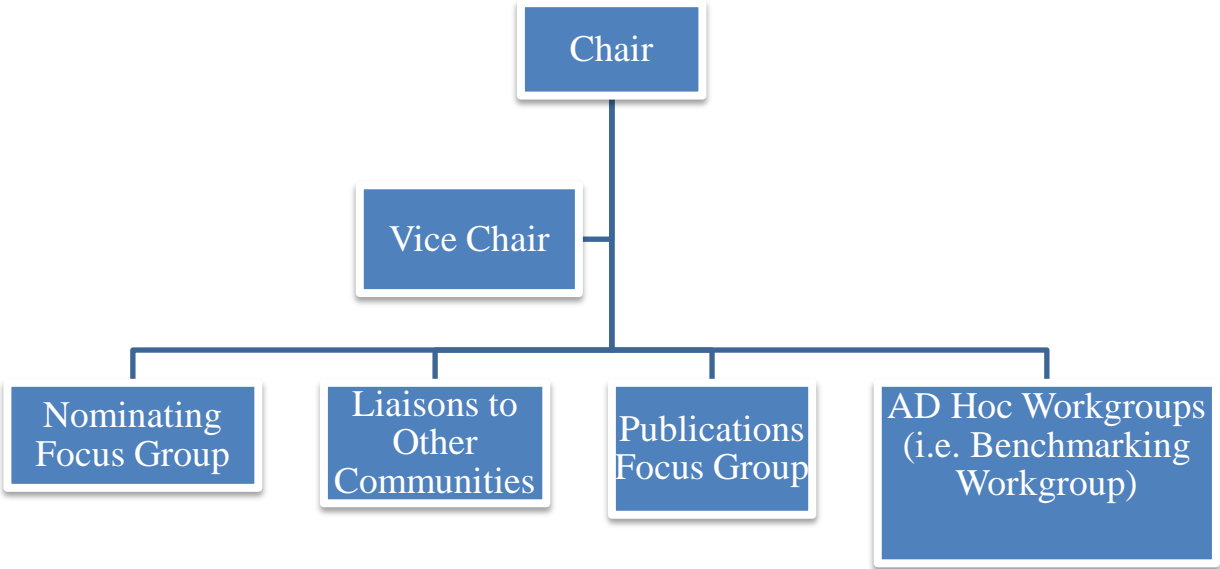 Chair
Vice Chair
Nominating
Focus Group
Liaisons to
Other
Communities
Publications
Focus Group
AD Hoc Workgroups
(i.e. Benchmarking
Workgroup)